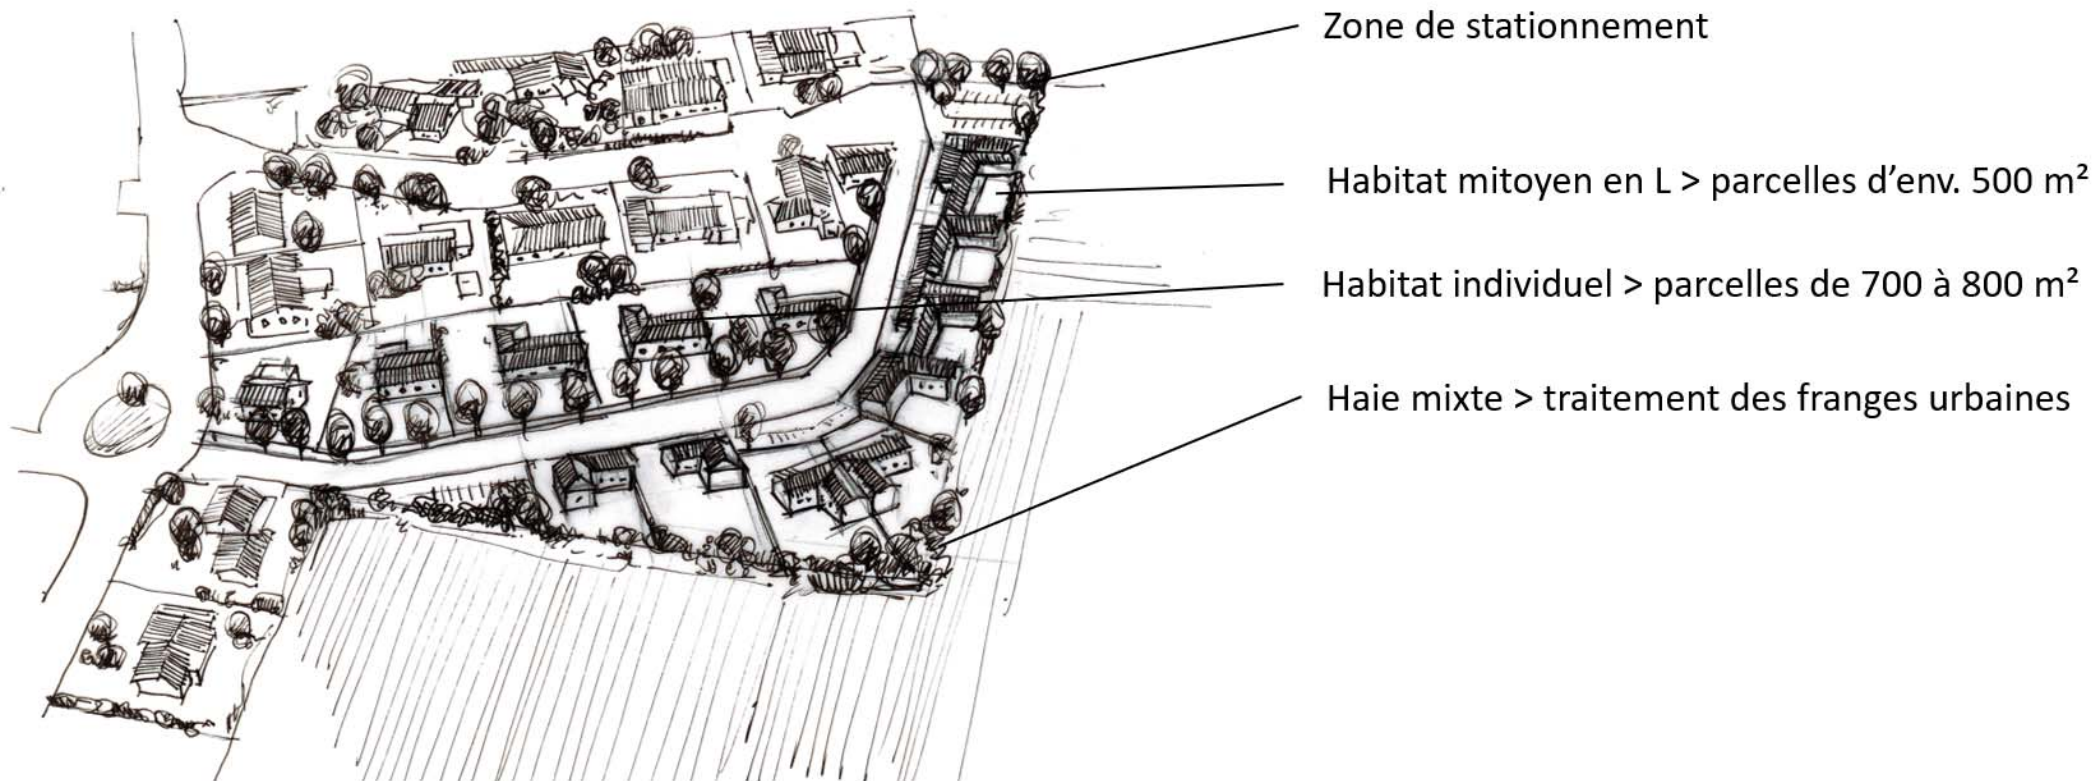 Zone de stationnement
Habitat mitoyen en L > parcelles d’env. 500 m²
Habitat individuel > parcelles de 700 à 800 m²
Haie mixte > traitement des franges urbaines